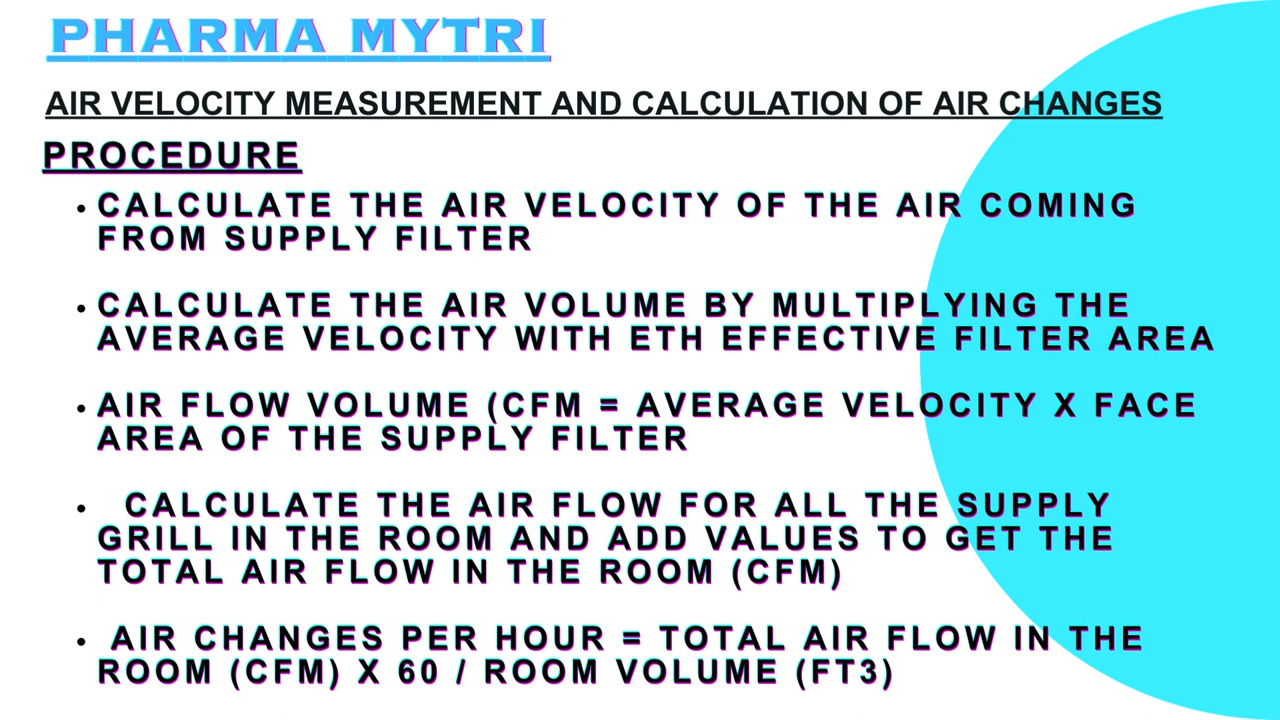 PHARMA MYTRI
AIR VELOCITY MEASUREMENT AND CALCULATION OF AIR CHANGES
PROCEDURE
• CALCULATE THE AIR VELOCITY OF THE AIR COMING
FROM SUPPLY FILTER
• CALCULATE THE AIR VOLUME BY MULTIPLYING THE
AVERAGE VELOCITY WITH ETH EFFECTIVE FILTER AREA
• AIR FLOW VOLUME (CFM = AVERAGE VELOCITY X FACE
AREA OF THE SUPPLY FILTER
• CALCULATE THE AIR FLOW FOR ALL THE SUPPLY
GRILL IN THE ROOM AND ADD VALUES TO GET THE
TOTAL AIR FLOW IN THE ROOM (CFM)
• AIR CHANGES PER HOUR = TOTAL AIR FLOW IN THE
ROOM (CFM) X 60 / ROOM VOLUME (FT3)